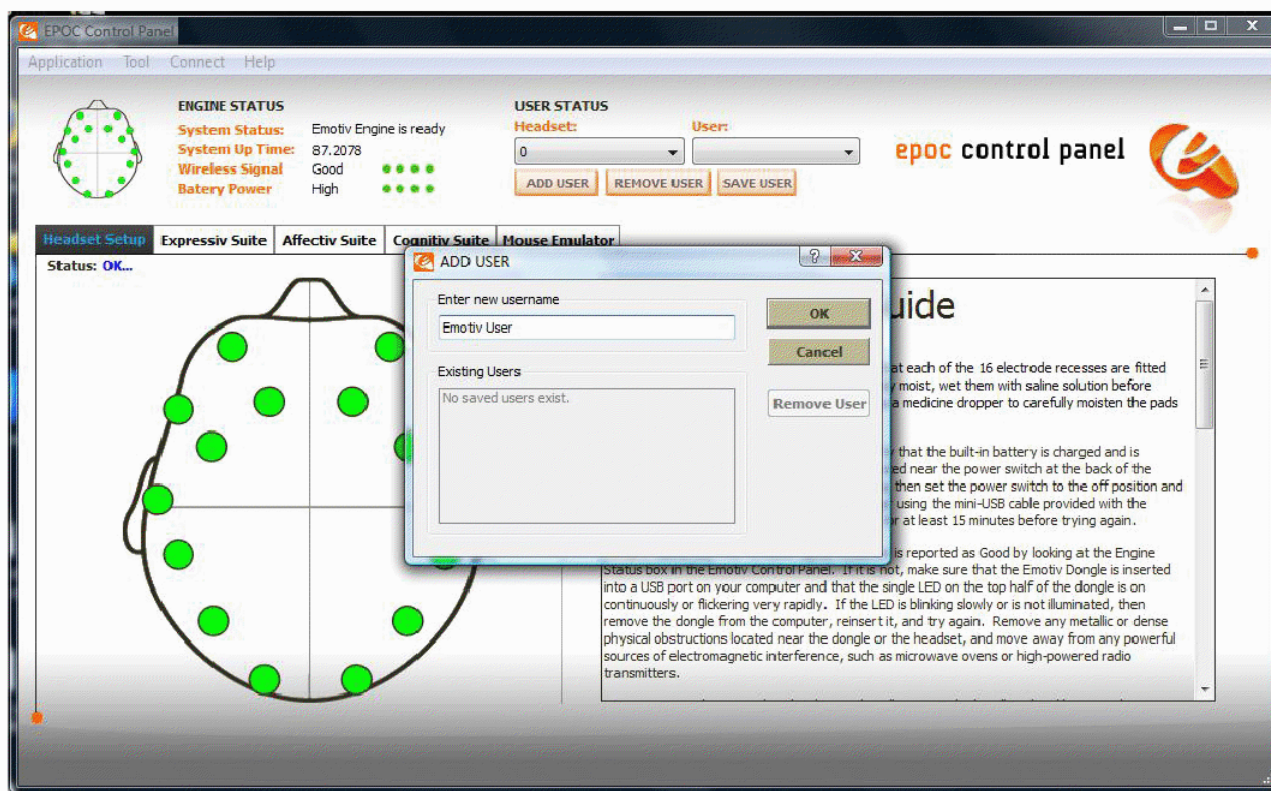 EPOC Control Panel
Application Tool Connect Help
ENGINE STATUS
System Status: Emotiv Engine is ready
System Up Time: 87.2078
Wireless Signal Good
Batery Power High
USER STATUS
Headset: User:
0
ADD USER REMOVE USER SAVE USER
epoc control panel
Headset Setup Expressiv Suite Affectiv Suite Cognitiv Suite Mouse Emulator
Status: OK...
ADD USER
Enter new username
Emotiv User
OK
Cancel
Existing Users
No saved users exist.
Remove User
uide
at each of the 16 electrode recesses are fitted
moist, wet them with saline solution before
a medicine dropper to carefully moisten the pads
that the built-in battery is charged and is
ed near the power switch at the back of the
then set the power switch to the off position and
using the mini-USB cable provided with the
or at least 15 minutes before trying again.
is reported as Good by looking at the Engine
Status box in the Emotiv Control Panel. If it is not, make sure that the Emotiv Dongle is inserted
into a USB port on your computer and that the single LED on the top half of the dongle is on
continuously or flickering very rapidly. If the LED is blinking slowly or is not illuminated, then
remove the dongle from the computer, reinsert it, and try again. Remove any metallic or dense
physical obstructions located near the dongle or the headset, and move away from any powerful
sources of electromagnetic interference, such as microwave ovens or high-powered radio
transmitters.